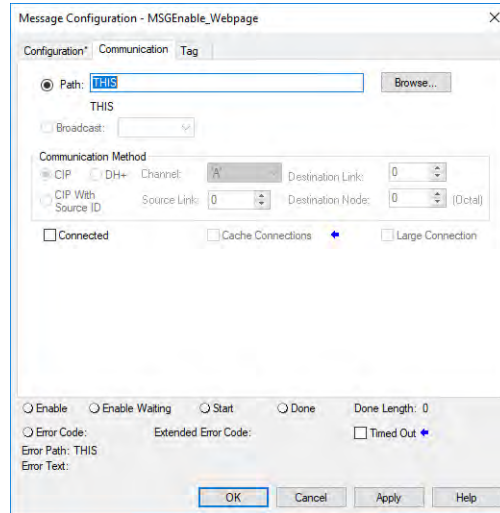 Message Configuration - MSGEnable_Webpage
Configuration* Communication Tag
Path: THIS Browse...
THIS
Broadcast:
Communication Method
CIP DH+ Channel: 'A' Destination Link: 0
CIP With Source ID Source Link: 0 Destination Node: 0 (Octal)
Connected Cache Connections Large Connection
Enable Enable Waiting Start Done Done Length: 0
Error Code: Extended Error Code: Timed Out
Error Path: THIS
Error Text:
OK Cancel Apply Help